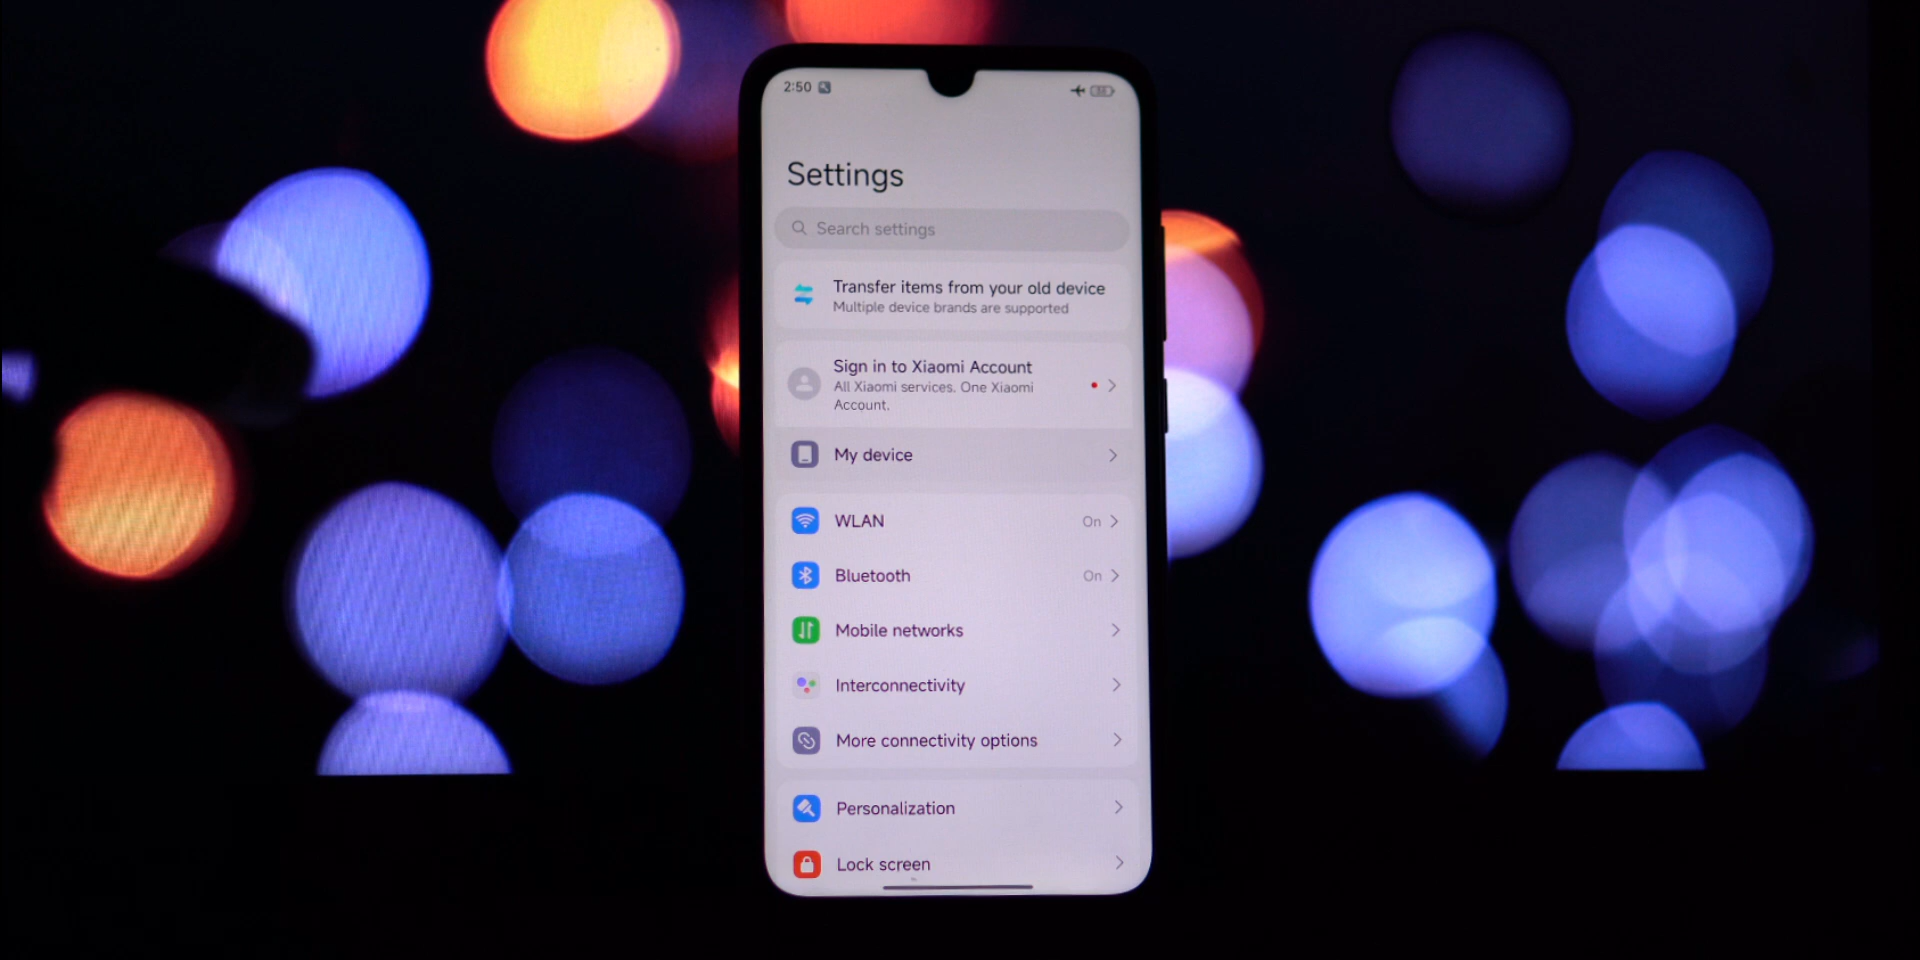 2:50
Settings
Search settings
Transfer items from your old device
Multiple device brands are supported
Sign in to Xiaomi Account
All Xiaomi services. One Xiaomi
Account.
My device
WLAN On
Bluetooth On
Mobile networks
Interconnectivity
More connectivity options
Personalization
Lock screen